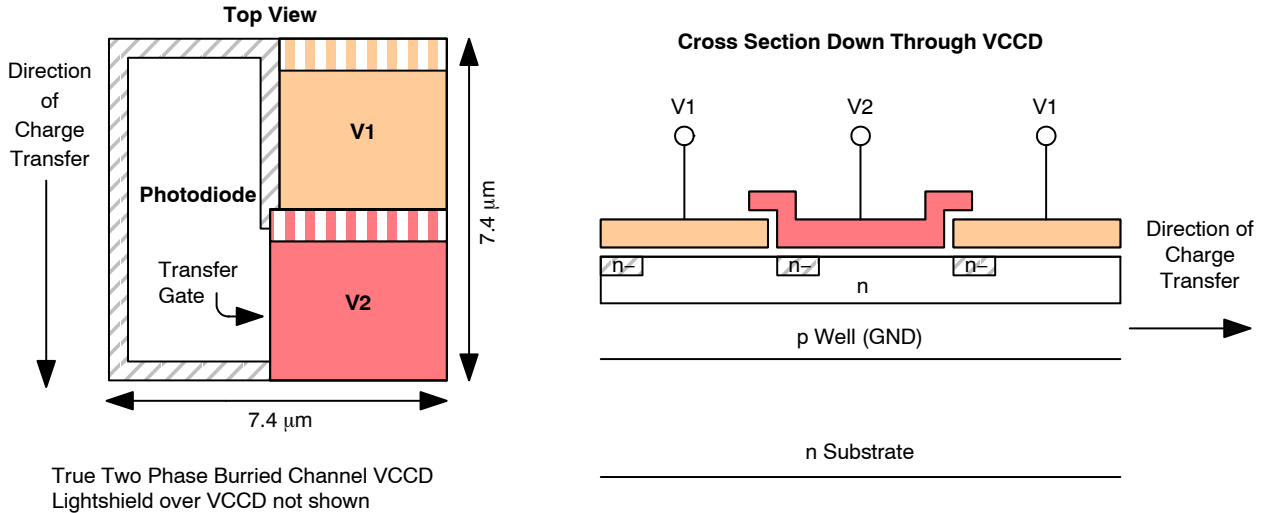 Top View
Direction
of
Charge
Transfer
V1
Photodiode
Transfer
Gate
V2
7.4 μm
7.4 μm
True Two Phase Burried Channel VCCD
Lightshield over VCCD not shown
Cross Section Down Through VCCD
V1
V2
V1
n−
n−
n−
n
p Well (GND)
n Substrate
Direction of
Charge
Transfer